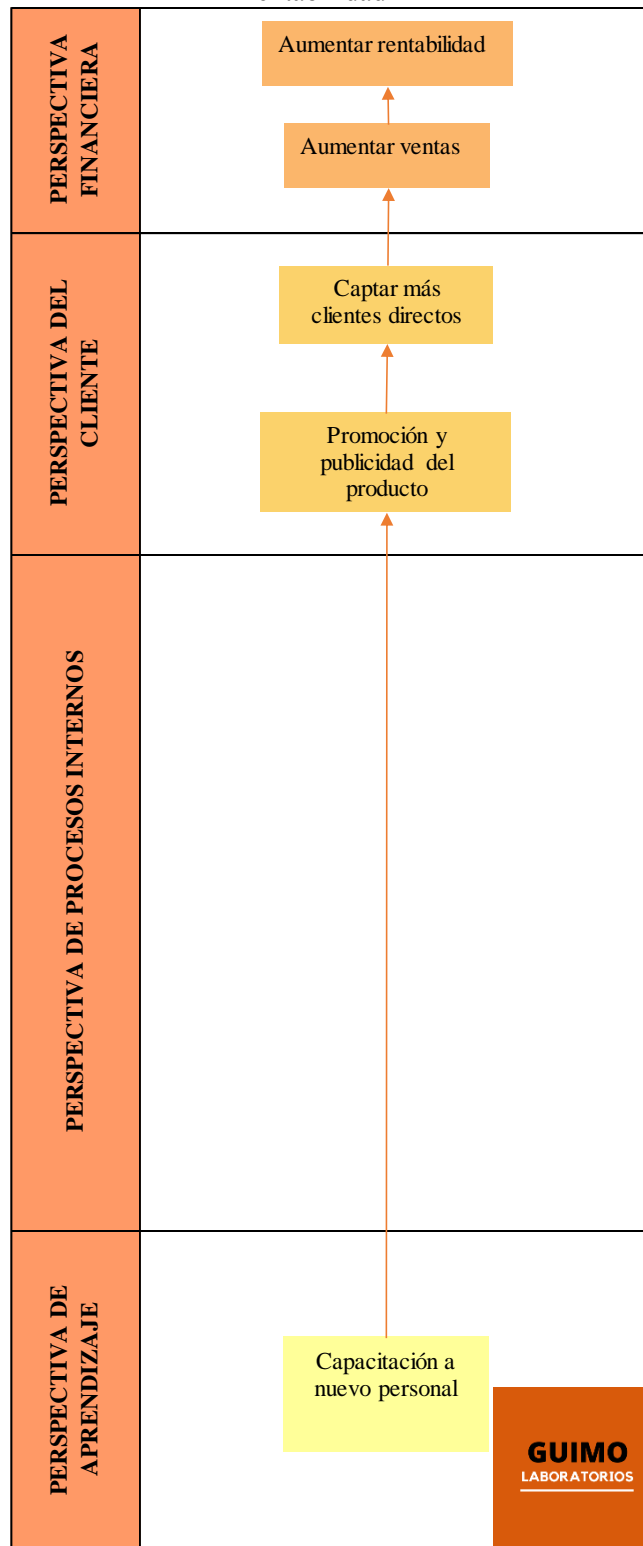 PERSPECTIVA
FINANCIERA
Aumentar rentabilidad
Aumentar ventas
PERSPECTIVA DEL
CLIENTE
Captar más
clientes directos
Promoción y
publicidad del
producto
PERSPECTIVA DE PROCESOS INTERNOS
PERSPECTIVA DE
APRENDIZAJE
Capacitación a
nuevo personal
GUIMO
LABORATORIOS